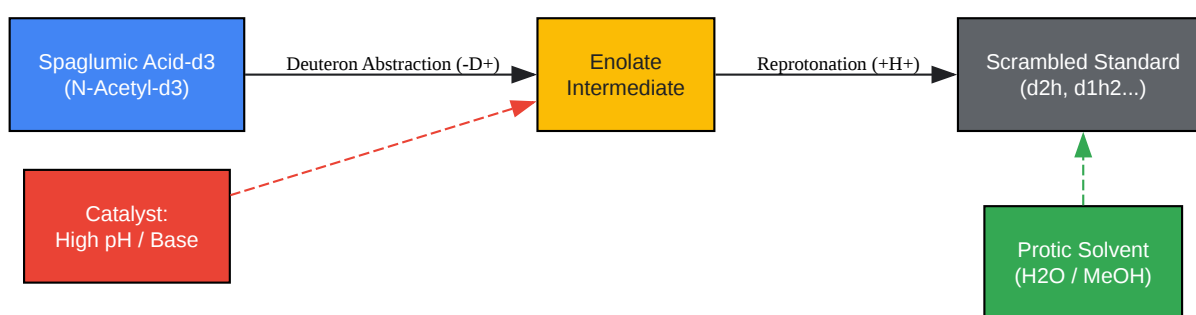 Spaglumic Acid-d3
(N-Acetyl-d3)
Deuteron Abstraction (-D+)
Enolate
Intermediate
Reprotonation (+H+)
Scrambled Standard
(d2h, d1h2...)
Catalyst:
High pH / Base
Protic Solvent
(H2O / MeOH)